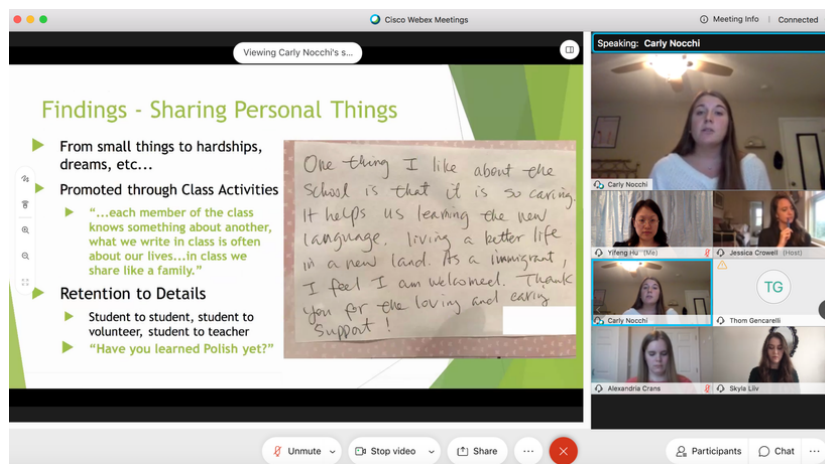 Cisco Webex Meetings
Meeting Info
Connected
Viewing Carly Nocchi's s...
Speaking: Carly Nocchi
Findings - Sharing Personal Things
From small things to hardships,
dreams, etc...
Promoted through Class Activities
“...each member of the class
knows something about another,
what we write in class is often
about our lives...in class we
share like a family.”
Retention to Details
Student to student, student to
volunteer, student to teacher
“Have you learned Polish yet?”
One thing I like about the
school is that it is so caring.
It helps us learning the new
language, living a better life
in a new land. As a immigrant,
I feel I am welcomed. Thank
you for the loving and caring
support!
Carly Nocchi
Yifeng Hu (Me)
Jessica Crowell (Host)
Carly Nocchi
TG
Thom Gencarelli
Alexandria Crans
Skyla Lilv
Unmute
Stop video
Share
...
Participants
Chat
...